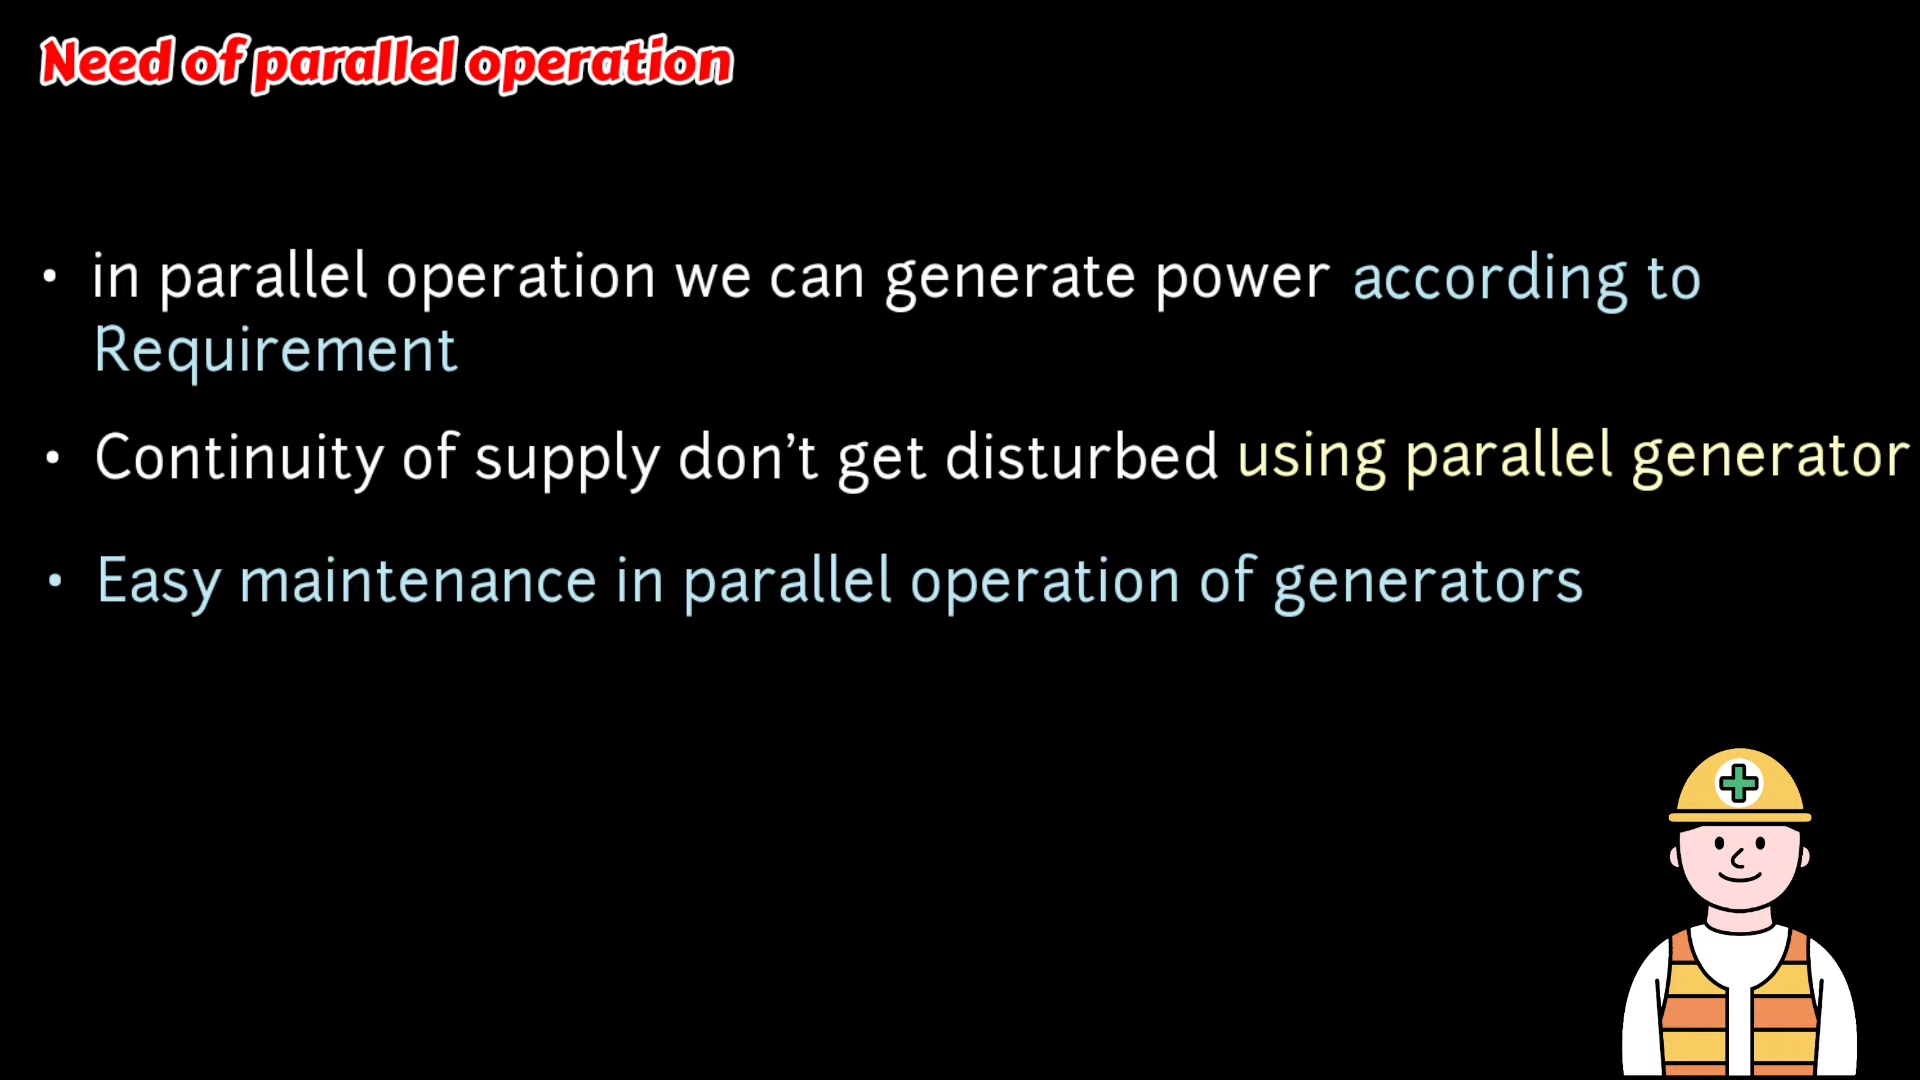 Need of parallel operation
• in parallel operation we can generate power according to
Requirement
• Continuity of supply don’t get disturbed using parallel generator
• Easy maintenance in parallel operation of generators